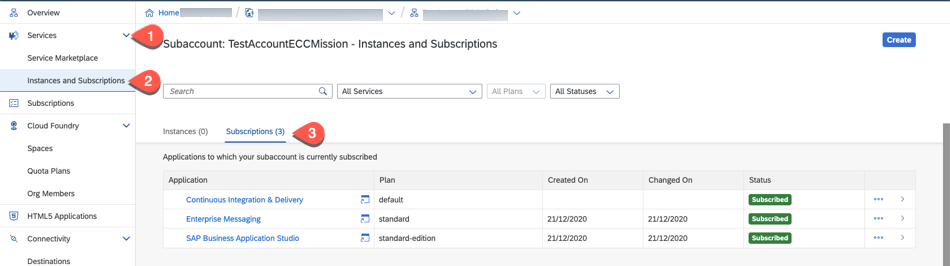 Overview
Services
Service Marketplace
Instances and Subscriptions
Subscriptions
Cloud Foundry
Spaces
Quota Plans
Org Members
HTML5 Applications
Connectivity
Destinations
1
2
Home / /
Subaccount: TestAccountECCMission - Instances and Subscriptions
Create
Search All Services All Plans All Statuses
Instances (0) Subscriptions (3) 3
Applications to which your subaccount is currently subscribed
Application Plan Created On Changed On Status
Continuous Integration & Delivery default Subscribed
Enterprise Messaging standard 21/12/2020 21/12/2020 Subscribed
SAP Business Application Studio standard-edition 21/12/2020 21/12/2020 Subscribed